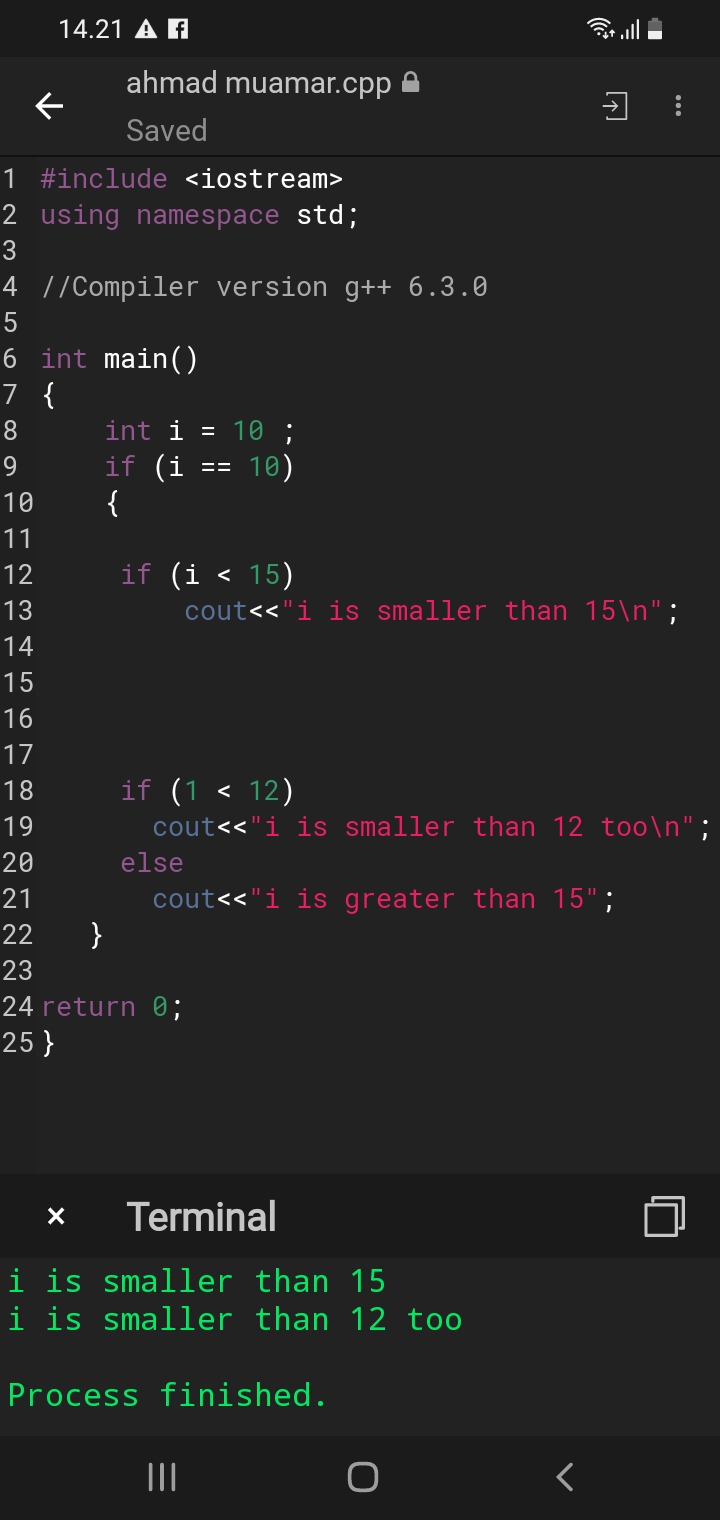 14.21
ahmad muamar.cpp
Saved
1 #include <iostream>
2 using namespace std;
3
4 //Compiler version g++ 6.3.0
5
6 int main()
7 {
8     int i = 10 ;
9     if (i == 10)
10     {
11
12      if (i < 15)
13          cout<<"i is smaller than 15\n";
14
15
16
17
18      if (1 < 12)
19        cout<<"i is smaller than 12 too\n";
20      else
21        cout<<"i is greater than 15";
22    }
23
24 return 0;
25 }
× Terminal
i is smaller than 15
i is smaller than 12 too
Process finished.